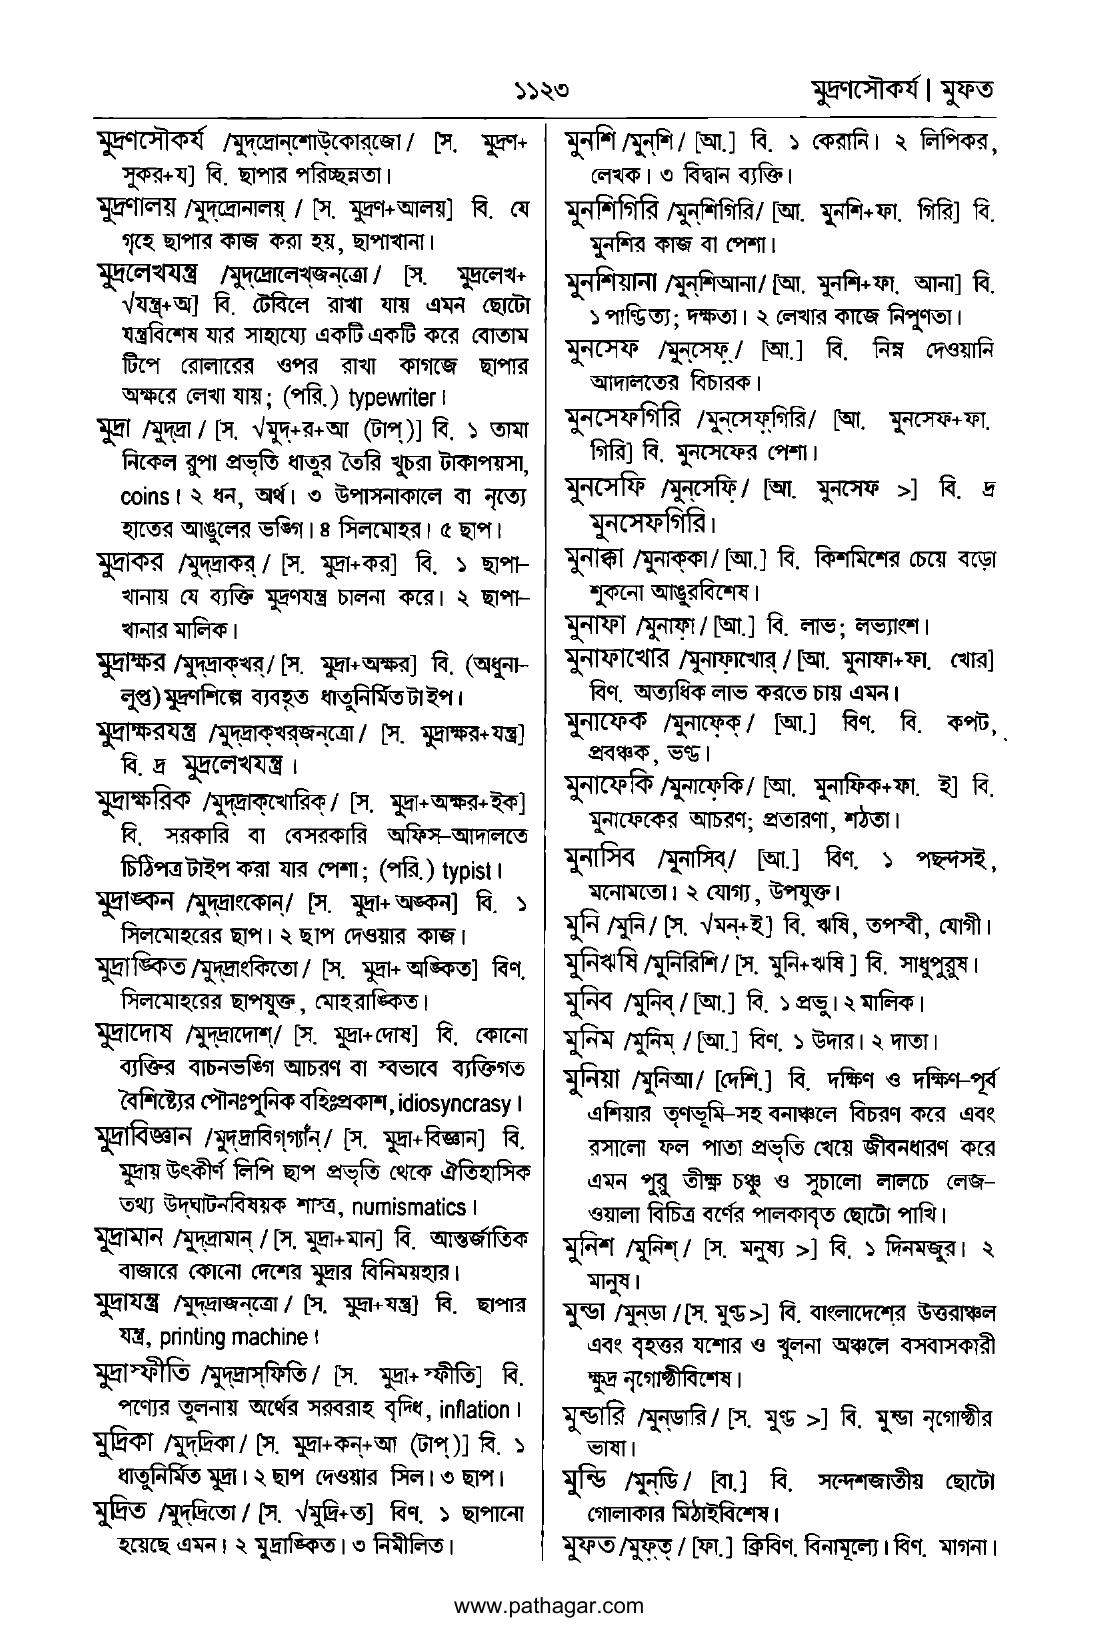 ১১২৩
মুদ্রণসৌকর্য | মুফত
মুদ্রণসৌকর্য /মুদ্‌দ্রোন্‌শোউ্‌কোর্‌জো/ [স. মুদ্রণ+
সুকর+য] বি. ছাপার পরিচ্ছন্নতা।
মুদ্রণালয় /মুদ্‌দ্রোনালয়্‌/ [স. মুদ্রণ+আলয়] বি. যে
গৃহে ছাপার কাজ করা হয়, ছাপাখানা।
মুদ্রলেখযন্ত্র /মুদ্‌দ্রোলেখ্‌জন্‌ত্রো/ [স. মুদ্রলেখ+
√যন্ত্র+অ] বি. টেবিলে রাখা যায় এমন ছোটো
যন্ত্রবিশেষ যার সাহায্যে একটি একটি করে বোতাম
টিপে রোলারের ওপর রাখা কাগজে ছাপার
অক্ষরে লেখা যায়; (পরি.) typewriter।
মুদ্রা /মুদ্‌দ্রা/ [স. √মুদ্‌+র+আ (টাপ্‌)] বি. ১ তামা
নিকেল রুপা প্রভৃতি ধাতুর তৈরি খুচরা টাকাপয়সা,
coins। ২ ধন, অর্থ। ৩ উপাসনাকালে বা নৃত্যে
হাতের আঙুলের ভঙ্গি। ৪ সিলমোহর। ৫ ছাপ।
মুদ্রাকর /মুদ্‌দ্রাকর্‌/ [স. মুদ্রা+কর] বি. ১ ছাপা-
খানায় যে ব্যক্তি মুদ্রণযন্ত্র চালনা করে। ২ ছাপা-
খানার মালিক।
মুদ্রাক্ষর /মুদ্‌দ্রাক্‌খর্‌/ [স. মুদ্রা+অক্ষর] বি. (অধুনা-
লুপ্ত) মুদ্রণশিল্পে ব্যবহৃত ধাতুনির্মিত টাইপ।
মুদ্রাক্ষরযন্ত্র /মুদ্‌দ্রাক্‌খর্‌জন্‌ত্রো/ [স. মুদ্রাক্ষর+যন্ত্র]
বি. দ্র মুদ্রলেখযন্ত্র।
মুদ্রাক্ষরিক /মুদ্‌দ্রাক্‌খোরিক্‌/ [স. মুদ্রা+অক্ষর+ইক]
বি. সরকারি বা বেসরকারি অফিস-আদালতে
চিঠিপত্র টাইপ করা যার পেশা; (পরি.) typist।
মুদ্রাঙ্কন /মুদ্‌দ্রাংকোন্‌/ [স. মুদ্রা+অঙ্কন] বি. ১
সিলমোহরের ছাপ। ২ ছাপ দেওয়ার কাজ।
মুদ্রাঙ্কিত /মুদ্‌দ্রাংকিতো/ [স. মুদ্রা+অঙ্কিত] বিণ.
সিলমোহরের ছাপযুক্ত, মোহরাঙ্কিত।
মুদ্রাদোষ /মুদ্‌দ্রাদোশ্‌/ [স. মুদ্রা+দোষ] বি. কোনো
ব্যক্তির বাচনভঙ্গি আচরণ বা স্বভাবে ব্যক্তিগত
বৈশিষ্ট্যের পৌনঃপুনিক বহিঃপ্রকাশ, idiosyncrasy।
মুদ্রাবিজ্ঞান /মুদ্‌দ্রাবিগ্‌গ্যাঁন্‌/ [স. মুদ্রা+বিজ্ঞান] বি.
মুদ্রায় উৎকীর্ণ লিপি ছাপ প্রভৃতি থেকে ঐতিহাসিক
তথ্য উদ্‌ঘাটনবিষয়ক শাস্ত্র, numismatics।
মুদ্রামান /মুদ্‌দ্রামান্‌/ [স. মুদ্রা+মান] বি. আন্তর্জাতিক
বাজারে কোনো দেশের মুদ্রার বিনিময়হার।
মুদ্রাযন্ত্র /মুদ্‌দ্রাজন্‌ত্রো/ [স. মুদ্রা+যন্ত্র] বি. ছাপার
যন্ত্র, printing machine।
মুদ্রাস্ফীতি /মুদ্‌দ্রাস্‌ফিতি/ [স. মুদ্রা+স্ফীতি] বি.
পণ্যের তুলনায় অর্থের সরবরাহ বৃদ্ধি, inflation।
মুদ্রিকা /মুদ্‌দ্রিকা/ [স. মুদ্রা+কন্‌+আ (টাপ্‌)] বি. ১
ধাতুনির্মিত মুদ্রা। ২ ছাপ দেওয়ার সিল। ৩ ছাপ।
মুদ্রিত /মুদ্‌দ্রিতো/ [স. √মুদ্রি+ত] বিণ. ১ ছাপানো
হয়েছে এমন। ২ মুদ্রাঙ্কিত। ৩ নিমীলিত।
মুনশি /মুন্‌শি/ [আ.] বি. ১ কেরানি। ২ লিপিকর,
লেখক। ৩ বিদ্বান ব্যক্তি।
মুনশিগিরি /মুন্‌শিগিরি/ [আ. মুনশি+ফা. গিরি] বি.
মুনশির কাজ বা পেশা।
মুনশিয়ানা /মুন্‌শিআনা/ [আ. মুনশি+ফা. আনা] বি.
১ পাণ্ডিত্য; দক্ষতা। ২ লেখার কাজে নিপুণতা।
মুনসেফ /মুন্‌সেফ়্‌/ [আ.] বি. নিম্ন দেওয়ানি
আদালতের বিচারক।
মুনসেফগিরি /মুন্‌সেফ়্‌গিরি/ [আ. মুনসেফ+ফা.
গিরি] বি. মুনসেফের পেশা।
মুনসেফি /মুন্‌সেফ়ি/ [আ. মুনসেফ >] বি. দ্র
মুনসেফগিরি।
মুনাক্কা /মুনাক্‌কা/ [আ.] বি. কিশমিশের চেয়ে বড়ো
শুকনো আঙুরবিশেষ।
মুনাফা /মুনাফ়া/ [আ.] বি. লাভ; লভ্যাংশ।
মুনাফাখোর /মুনাফ়াখোর্‌/ [আ. মুনাফা+ফা. খোর]
বিণ. অত্যধিক লাভ করতে চায় এমন।
মুনাফেক /মুনাফ়েক্‌/ [আ.] বিণ. বি. কপট,
প্রবঞ্চক, ভণ্ড।
মুনাফেকি /মুনাফ়েকি/ [আ. মুনাফিক+ফা. ই] বি.
মুনাফেকের আচরণ; প্রতারণা, শঠতা।
মুনাসিব /মুনাসিব্‌/ [আ.] বিণ. ১ পছন্দসই,
মনোমতো। ২ যোগ্য, উপযুক্ত।
মুনি /মুনি/ [স. √মন্‌+ই] বি. ঋষি, তপস্বী, যোগী।
মুনিঋষি /মুনিরিশি/ [স. মুনি+ঋষি] বি. সাধুপুরুষ।
মুনিব /মুনিব্‌/ [আ.] বি. ১ প্রভু। ২ মালিক।
মুনিম /মুনিম্‌/ [আ.] বিণ. ১ উদার। ২ দাতা।
মুনিয়া /মুনিআ/ [দেশি.] বি. দক্ষিণ ও দক্ষিণ-পূর্ব
এশিয়ার তৃণভূমি-সহ বনাঞ্চলে বিচরণ করে এবং
রসালো ফল পাতা প্রভৃতি খেয়ে জীবনধারণ করে
এমন পুরু তীক্ষ্ণ চঞ্চু ও সুচালো লালচে লেজ-
ওয়ালা বিচিত্র বর্ণের পালকাবৃত ছোটো পাখি।
মুনিশ /মুনিশ্‌/ [স. মনুষ্য >] বি. ১ দিনমজুর। ২
মানুষ।
মুন্ডা /মুন্‌ডা/ [স. মুণ্ড >] বি. বাংলাদেশের উত্তরাঞ্চল
এবং বৃহত্তর যশোর ও খুলনা অঞ্চলে বসবাসকারী
ক্ষুদ্র নৃগোষ্ঠীবিশেষ।
মুন্ডারি /মুন্‌ডারি/ [স. মুণ্ড >] বি. মুন্ডা নৃগোষ্ঠীর
ভাষা।
মুন্ডি /মুন্‌ডি/ [বা.] বি. সন্দেশজাতীয় ছোটো
গোলাকার মিঠাইবিশেষ।
মুফত /মুফ়ত্‌/ [ফা.] ক্রিবিণ. বিনামূল্যে। বিণ. মাগনা।
www.pathagar.com